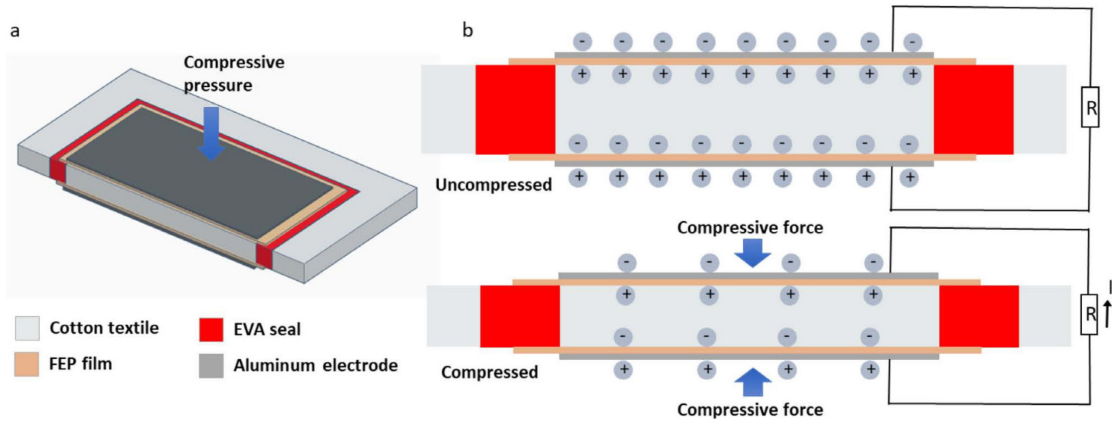 a
Compressive
pressure
Cotton textile
EVA seal
FEP film
Aluminum electrode
b
- - - - - - - - -
+ + + + + + + + +
R
- - - - - - - - -
Uncompressed
+ + + + + + + + +
Compressive force
- - - -
+ + + +
I
R
- - - -
Compressed
+ + + +
Compressive force